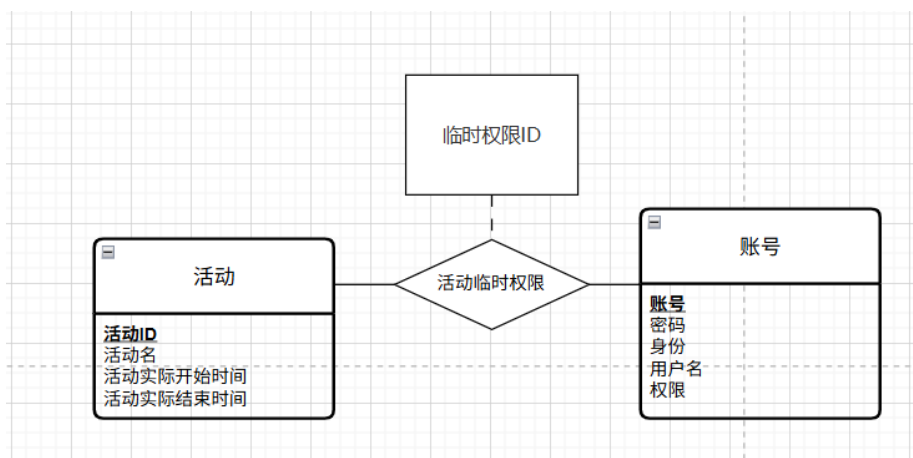 临时权限ID
活动
活动ID
活动名
活动实际开始时间
活动实际结束时间
活动临时权限
账号
账号
密码
身份
用户名
权限